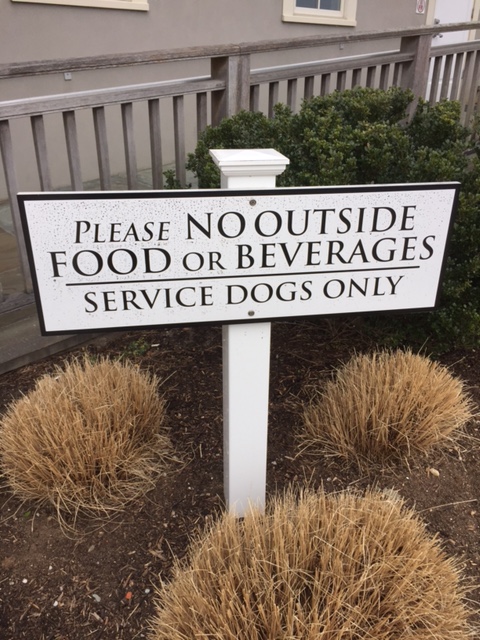 PLEASE NO OUTSIDE
FOOD OR BEVERAGES
SERVICE DOGS ONLY